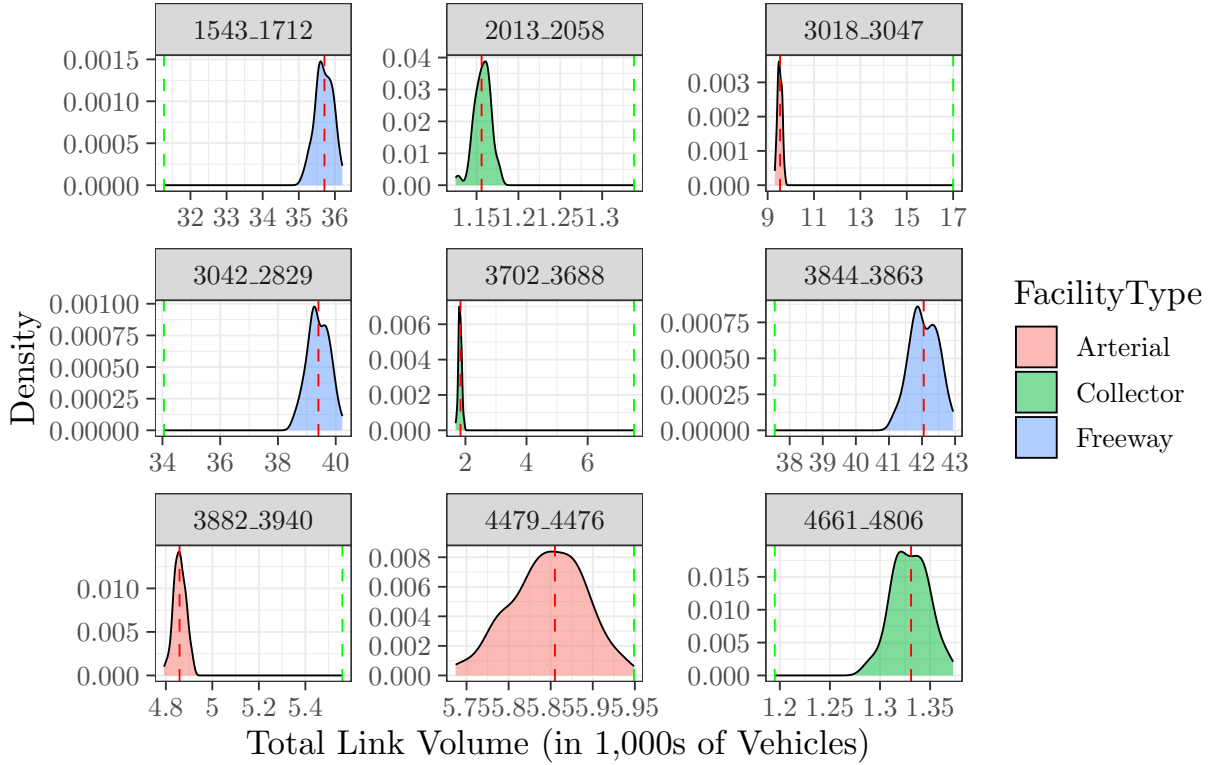 1543_1712 2013_2058 3018_3047
0.0015 0.04 0.003
0.0010 0.03 0.002
0.0005 0.02 0.001
0.0000 0.01 0.000
0.00
32 33 34 35 36 1.15 1.2 1.25 1.3 9 11 13 15 17
3042_2829 3702_3688 3844_3863
0.00100 0.006 0.00075
0.00075 0.004 0.00050
0.00050 0.002 0.00025
0.00025 0.000 0.00000
0.00000
34 36 38 40 2 4 6 38 39 40 41 42 43
3882_3940 4479_4476 4661_4806
0.010 0.008 0.015
0.005 0.006 0.010
0.000 0.004 0.005
0.002 0.000
0.000
4.8 5 5.2 5.4 5.75 5.8 5.85 5.9 5.95 1.2 1.25 1.3 1.35
Density
Total Link Volume (in 1,000s of Vehicles)
FacilityType
Arterial
Collector
Freeway